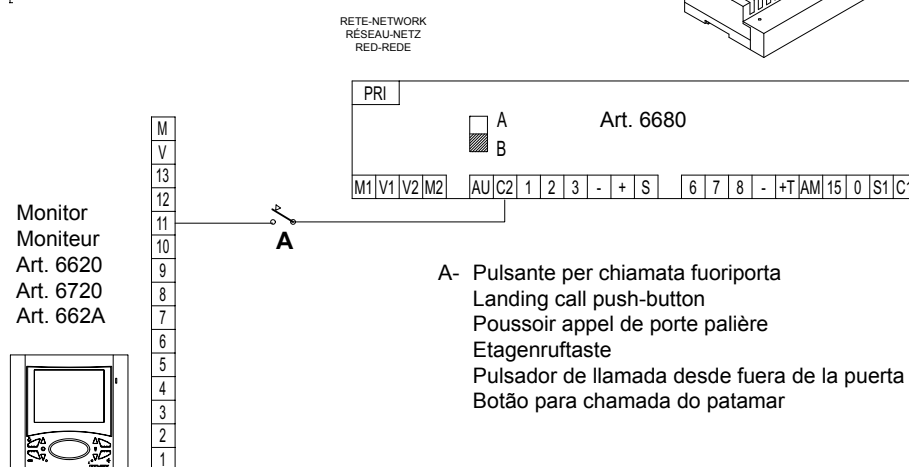 RETE-NETWORK
RÉSEAU-NETZ
RED-REDE
PRI
A
B
Art. 6680
M1 V1 V2 M2 AU C2 1 2 3 - + S 6 7 8 - +T AM 15 0 S1 C1
M
V
13
12
11
10
9
8
7
6
5
4
3
2
1
Monitor
Moniteur
Art. 6620
Art. 6720
Art. 662A
A
A- Pulsante per chiamata fuoriporta
Landing call push-button
Poussoir appel de porte palière
Etagenruftaste
Pulsador de llamada desde fuera de la puerta
Botão para chamada do patamar